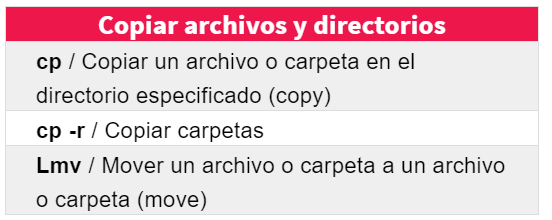 Copiar archivos y directorios
cp / Copiar un archivo o carpeta en el
directorio especificado (copy)
cp -r / Copiar carpetas
Lmv / Mover un archivo o carpeta a un archivo
o carpeta (move)